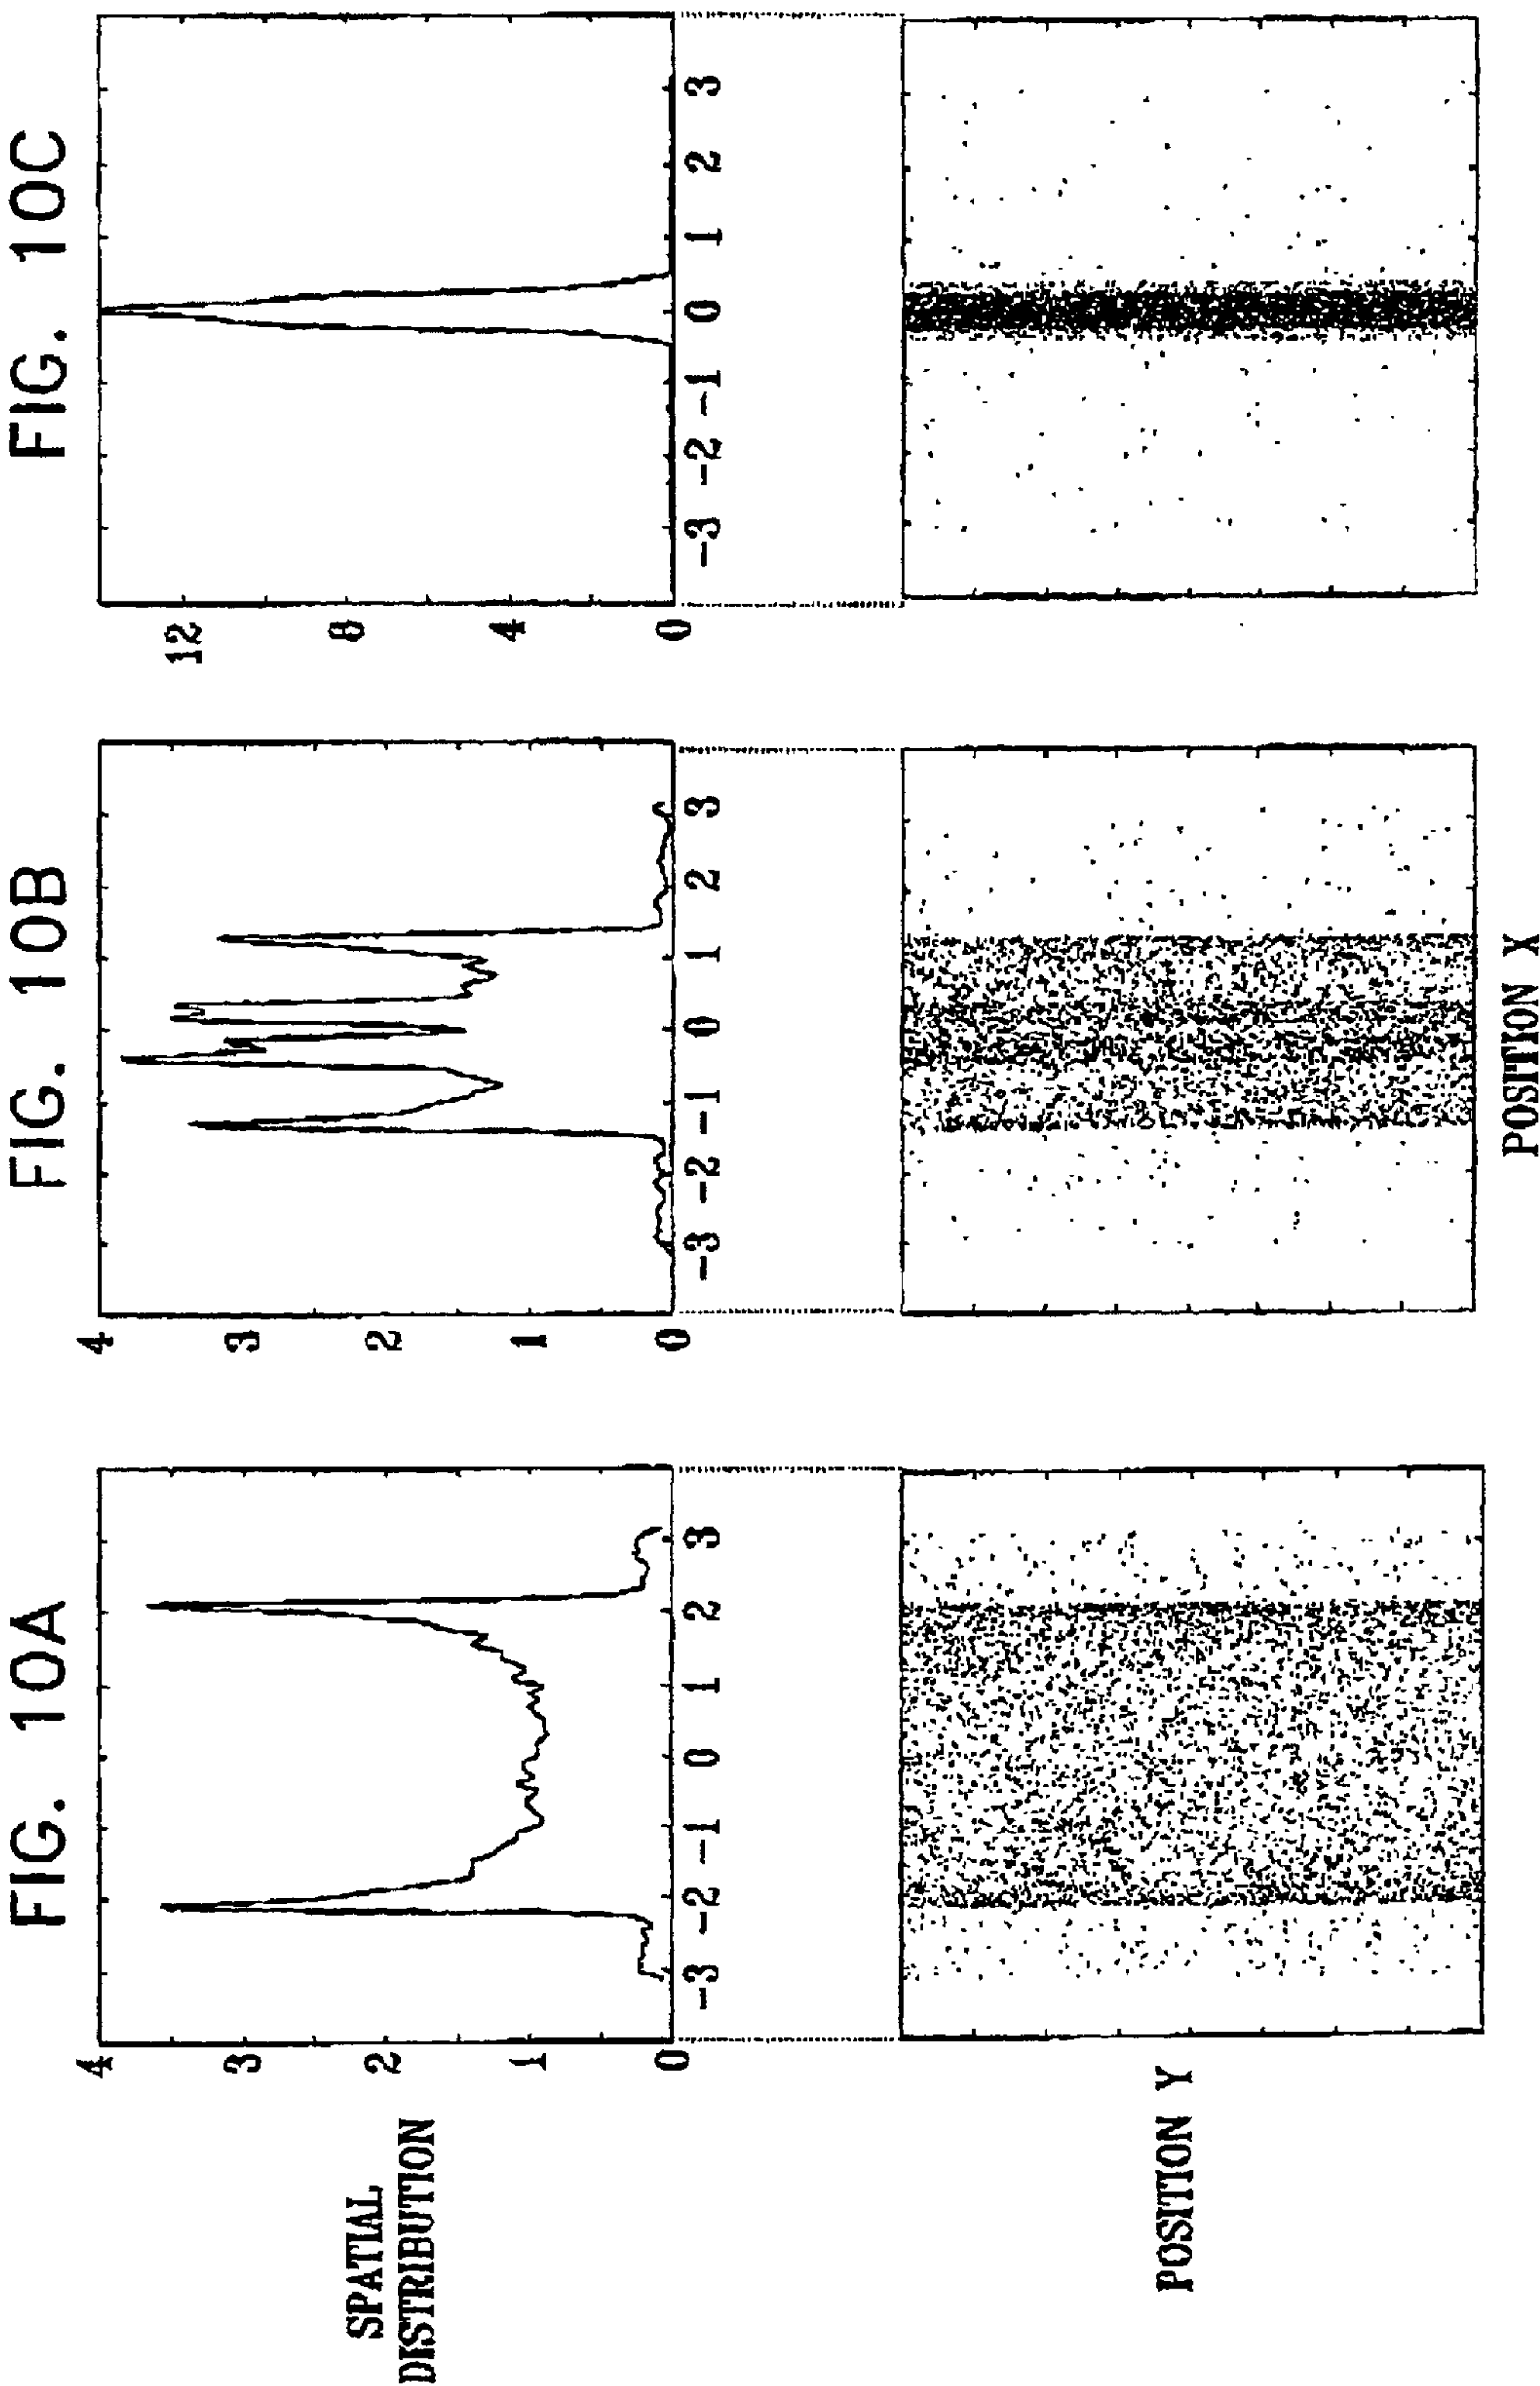 FIG. 10A
FIG. 10B
FIG. 10C
SPATIAL
DISTRIBUTION
4
3
2
1
0
-3 -2 -1 0 1 2 3
4
3
2
1
0
-3 -2 -1 0 1 2 3
12
8
4
0
-3 -2 -1 0 1 2 3
POSITION Y
POSITION X